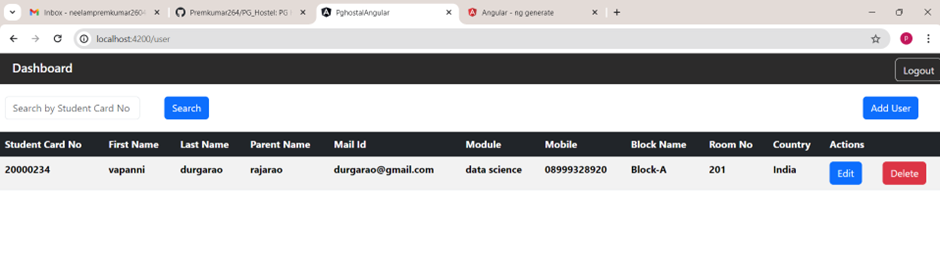 Inbox - neelampremkumar260 Premkumar264/PG_Hostel: PG PghostalAngular Angular - ng generate
localhost:4200/user P
Dashboard Logout
Search by Student Card No Search Add User
Student Card No First Name Last Name Parent Name Mail Id Module Mobile Block Name Room No Country Actions
20000234 vapanni durgarao rajarao durgarao@gmail.com data science 08999328920 Block-A 201 India Edit Delete